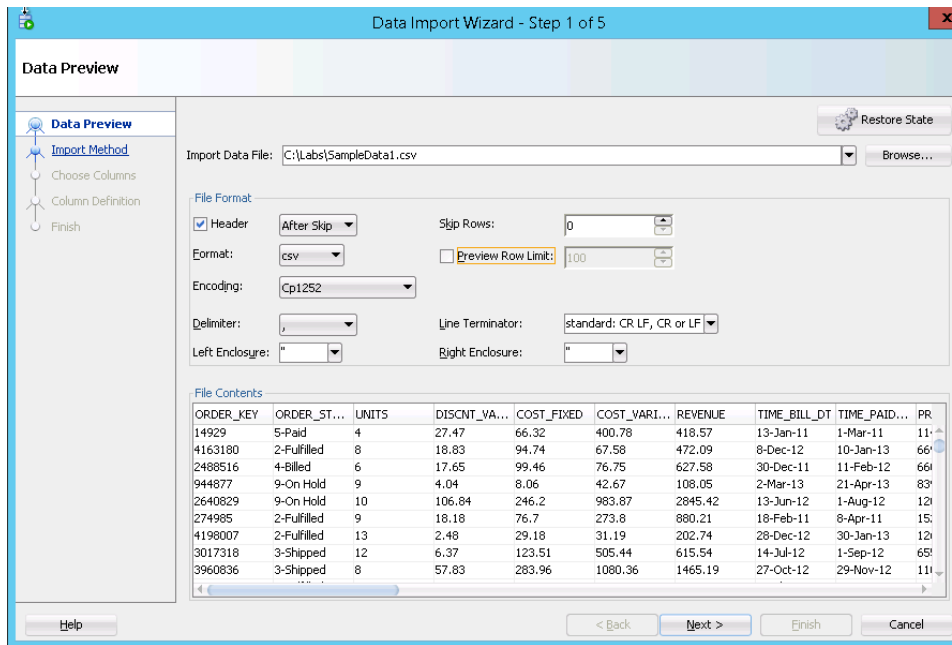 Data Import Wizard - Step 1 of 5
X
Data Preview
Data Preview
Import Method
Choose Columns
Column Definition
Finish
Restore State
Import Data File: C:\Labs\SampleData1.csv Browse...
File Format
Header After Skip Skip Rows: 0
Format: csv Preview Row Limit: 100
Encoding: Cp1252
Delimiter: , Line Terminator: standard: CR LF, CR or LF
Left Enclosure: " Right Enclosure: "
File Contents
ORDER_KEY ORDER_ST... UNITS DISCNT_VA... COST_FIXED COST_VARI... REVENUE TIME_BILL_DT TIME_PAID... PR
14929 5-Paid 4 27.47 66.32 400.78 418.57 13-Jan-11 1-Mar-11 11
4163180 2-Fulfilled 8 18.83 94.74 67.58 472.09 8-Dec-12 10-Jan-13 66
2488516 4-Billed 6 17.65 99.46 76.75 627.58 30-Dec-11 11-Feb-12 66
944877 9-On Hold 9 4.04 8.06 42.67 108.05 2-Mar-13 21-Apr-13 83
2640829 9-On Hold 10 106.84 246.2 983.87 2845.42 13-Jun-12 1-Aug-12 12
274985 2-Fulfilled 9 18.18 76.7 273.8 880.21 18-Feb-11 8-Apr-11 15
4198007 2-Fulfilled 13 2.48 29.18 31.19 202.74 28-Dec-12 30-Jan-13 12
3017318 3-Shipped 12 6.37 123.51 505.44 615.54 14-Jul-12 1-Sep-12 65
3960836 3-Shipped 8 57.83 283.96 1080.36 1465.19 27-Oct-12 29-Nov-12 11
Help < Back Next > Finish Cancel